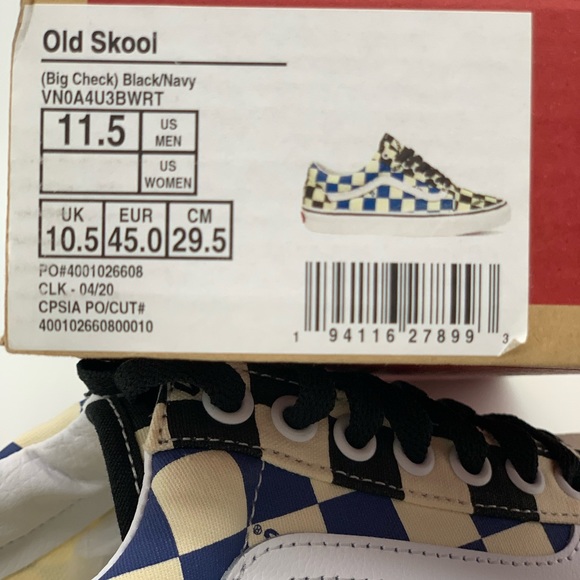 Old Skool
(Big Check) Black/Navy
VN0A4U3BWRT
11.5 US MEN
US WOMEN
UK EUR CM
10.5 45.0 29.5
PO#4001026608
CLK - 04/20
CPSIA PO/CUT#
400102660800010
1 94116 27899 3